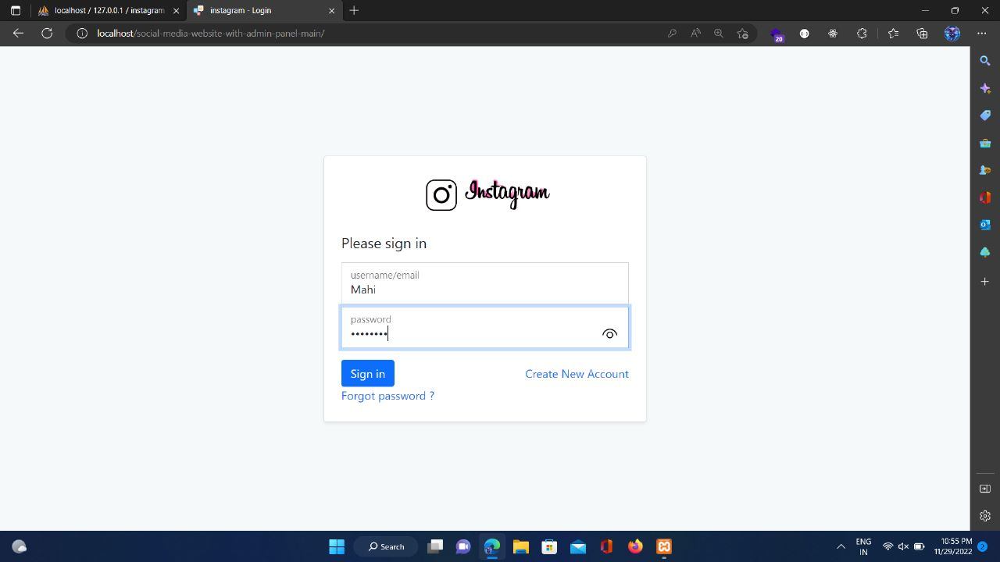 localhost / 127.0.0.1 / instagram
instagram - Login
localhost/social-media-website-with-admin-panel-main/
20
Instagram
Please sign in
username/email
Mahi
password
••••••••
Sign in
Create New Account
Forgot password ?
Search
ENG
IN
10:55 PM
11/29/2022
2